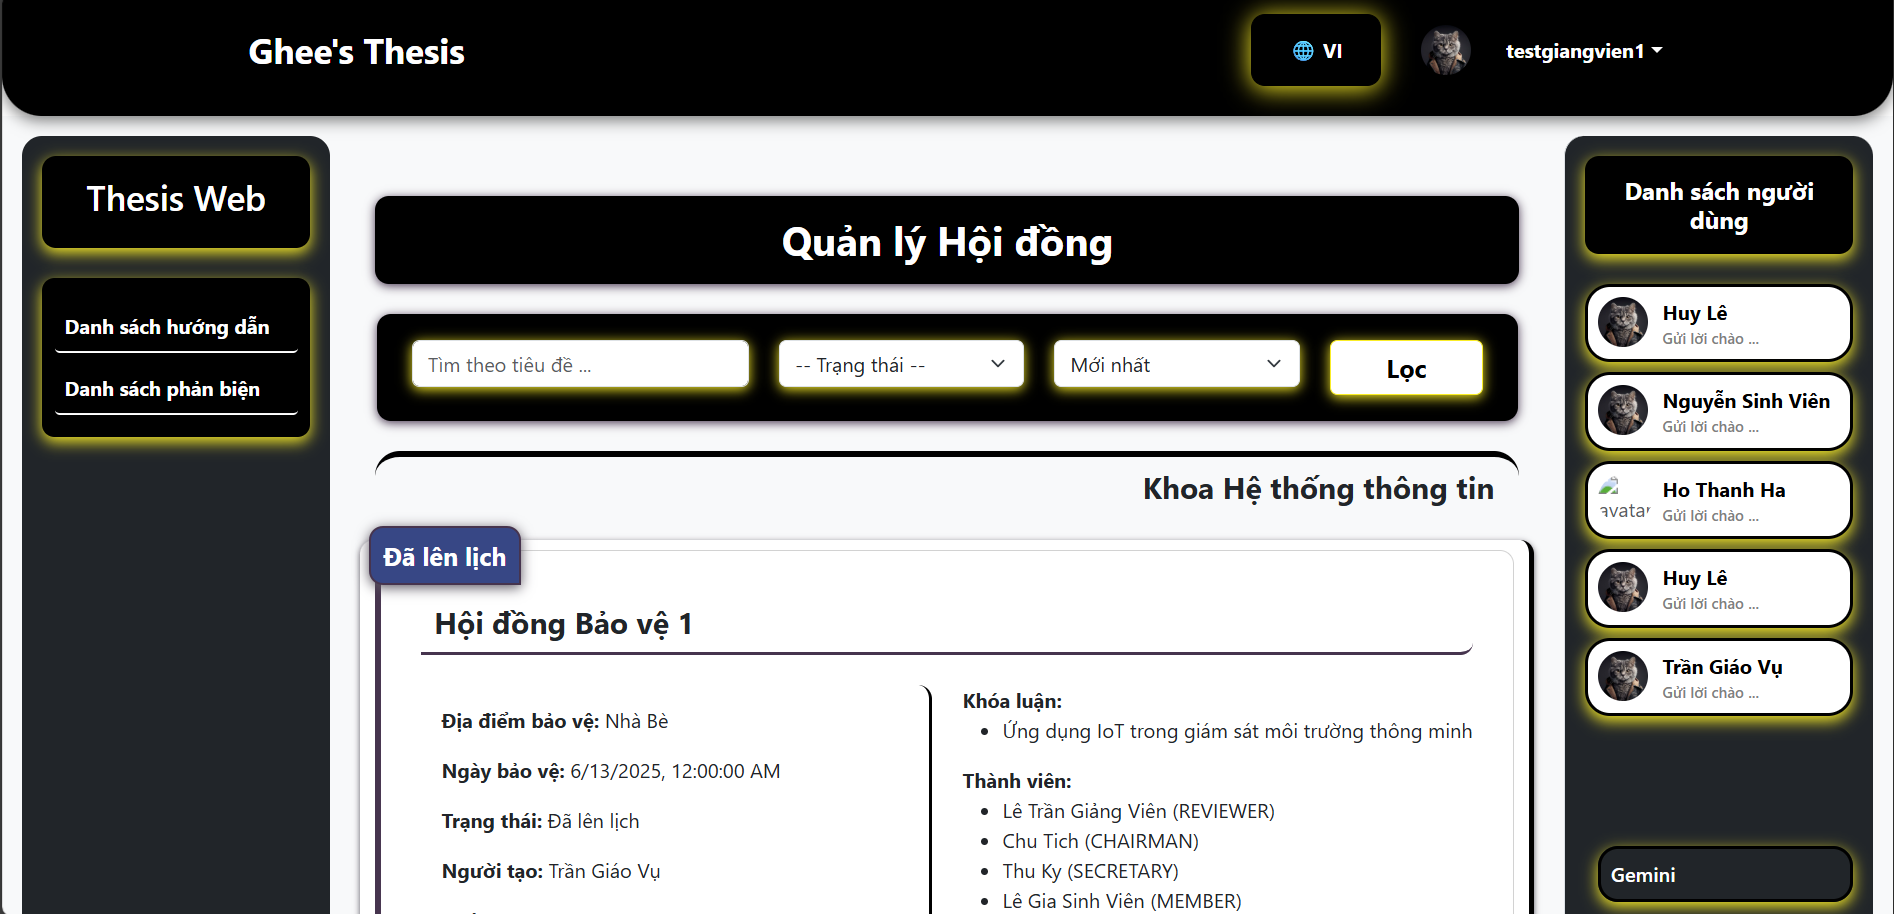 Ghee's Thesis
VI
testgiangvien1
Thesis Web
Danh sách hướng dẫn
Danh sách phản biện
Quản lý Hội đồng
Tìm theo tiêu đề ...
-- Trạng thái --
Mới nhất
Lọc
Khoa Hệ thống thông tin
Đã lên lịch
Hội đồng Bảo vệ 1
Địa điểm bảo vệ: Nhà Bè
Ngày bảo vệ: 6/13/2025, 12:00:00 AM
Trạng thái: Đã lên lịch
Người tạo: Trần Giáo Vụ
Khóa luận:
Ứng dụng IoT trong giám sát môi trường thông minh
Thành viên:
Lê Trần Giảng Viên (REVIEWER)
Chu Tich (CHAIRMAN)
Thu Ky (SECRETARY)
Lê Gia Sinh Viên (MEMBER)
Danh sách người
dùng
Huy Lê
Gửi lời chào ...
Nguyễn Sinh Viên
Gửi lời chào ...
avatar
Ho Thanh Ha
Gửi lời chào ...
Huy Lê
Gửi lời chào ...
Trần Giáo Vụ
Gửi lời chào ...
Gemini